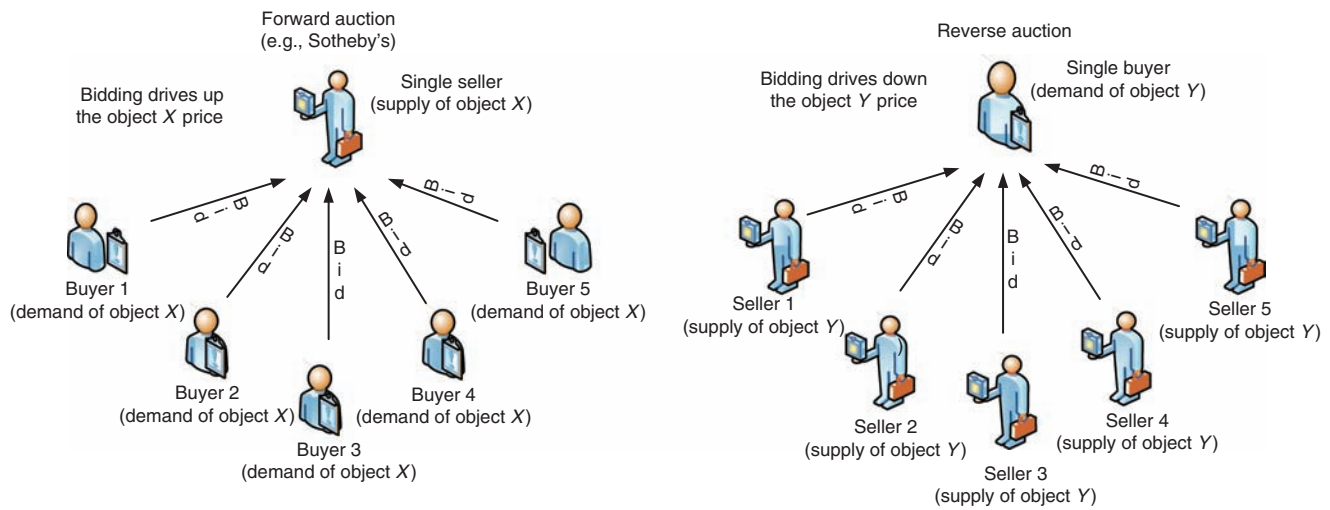 Forward auction
(e.g., Sotheby's)
Single seller
(supply of object X)
Bidding drives up
the object X price
Bid
Bid
Bid
Bid
Bid
Buyer 1
(demand of object X)
Buyer 2
(demand of object X)
Buyer 3
(demand of object X)
Buyer 4
(demand of object X)
Buyer 5
(demand of object X)
Reverse auction
Single buyer
(demand of object Y)
Bidding drives down
the object Y price
Bid
Bid
Bid
Bid
Bid
Seller 1
(supply of object Y)
Seller 2
(supply of object Y)
Seller 3
(supply of object Y)
Seller 4
(supply of object Y)
Seller 5
(supply of object Y)